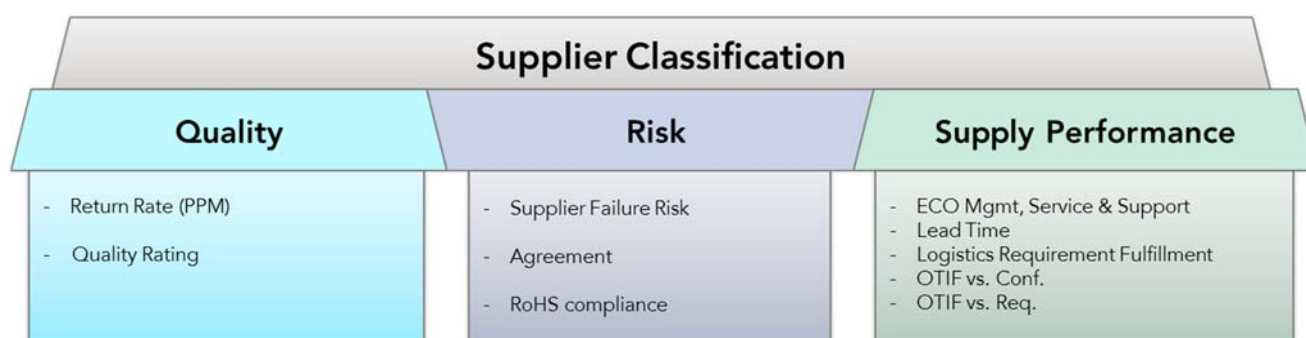 Supplier Classification
Quality
Risk
Supply Performance
- Return Rate (PPM)
- Quality Rating
- Supplier Failure Risk
- Agreement
- RoHS compliance
- ECO Mgmt, Service & Support
- Lead Time
- Logistics Requirement Fulfillment
- OTIF vs. Conf.
- OTIF vs. Req.